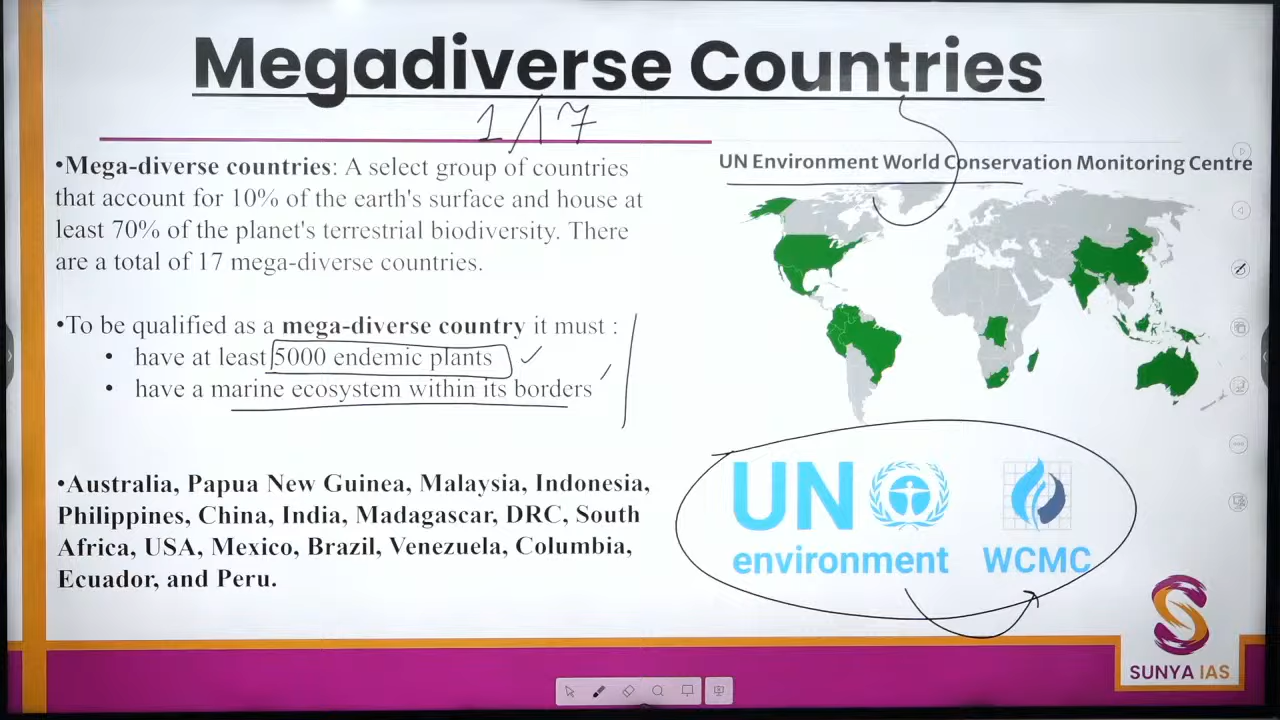 Megadiverse Countries
1/17
•Mega-diverse countries: A select group of countries
that account for 10% of the earth's surface and house at
least 70% of the planet's terrestrial biodiversity. There
are a total of 17 mega-diverse countries.
•To be qualified as a mega-diverse country it must :
• have at least 5000 endemic plants
• have a marine ecosystem within its borders
•Australia, Papua New Guinea, Malaysia, Indonesia,
Philippines, China, India, Madagascar, DRC, South
Africa, USA, Mexico, Brazil, Venezuela, Columbia,
Ecuador, and Peru.
UN Environment World Conservation Monitoring Centre
UN
environment
WCMC
SUNYA IAS